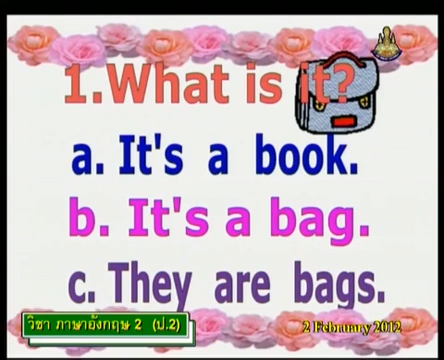 1.What is it?
a. It's a book.
b. It's a bag.
c. They are bags.
วิชา ภาษาอังกฤษ 2 (ป.2)
2 February 2012